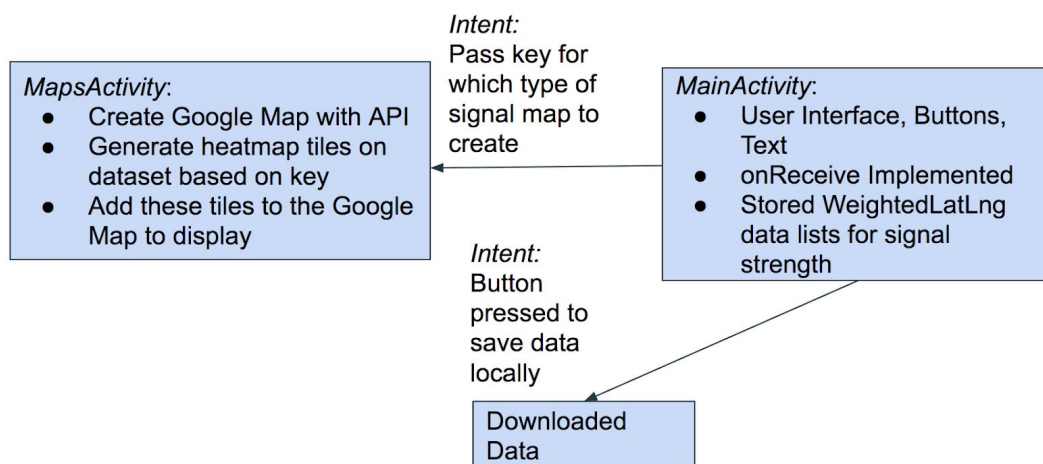 Intent:
Pass key for
which type of
signal map to
create
MapsActivity:
● Create Google Map with API
● Generate heatmap tiles on
dataset based on key
● Add these tiles to the Google
Map to display
MainActivity:
● User Interface, Buttons,
Text
● onReceive Implemented
● Stored WeightedLatLng
data lists for signal
strength
Intent:
Button
pressed to
save data
locally
Downloaded
Data